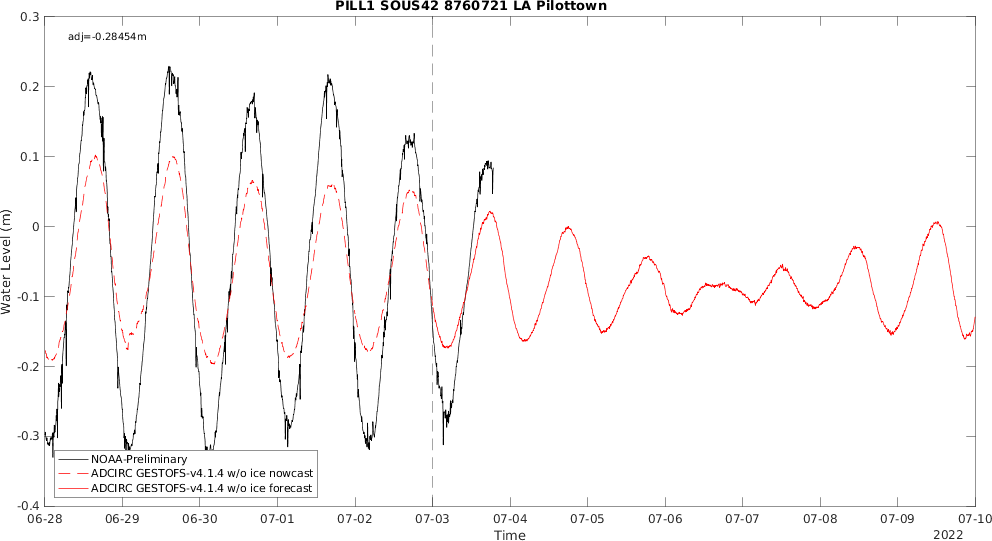 PILL1 SOUS42 8760721 LA Pilottown
adj=-0.28454m
0.3
0.2
0.1
0
-0.1
-0.2
-0.3
-0.4
Water Level (m)
NOAA-Preliminary
ADCIRC GESTOFS-v4.1.4 w/o ice nowcast
ADCIRC GESTOFS-v4.1.4 w/o ice forecast
06-28 06-29 06-30 07-01 07-02 07-03 07-04 07-05 07-06 07-07 07-08 07-09 07-10
Time
2022